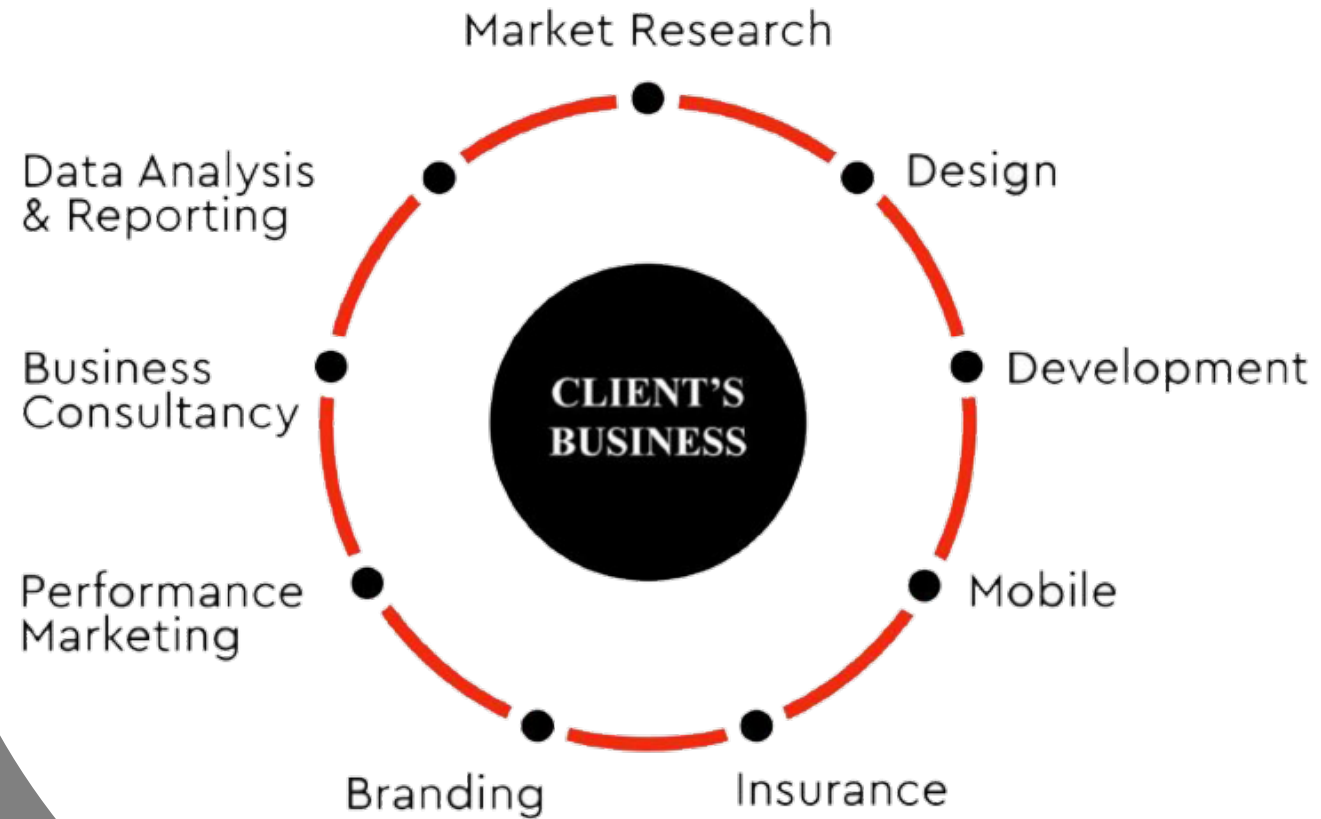 Market Research
Design
Development
Mobile
Insurance
Branding
Performance
Marketing
Business
Consultancy
Data Analysis
& Reporting
CLIENT’S
BUSINESS